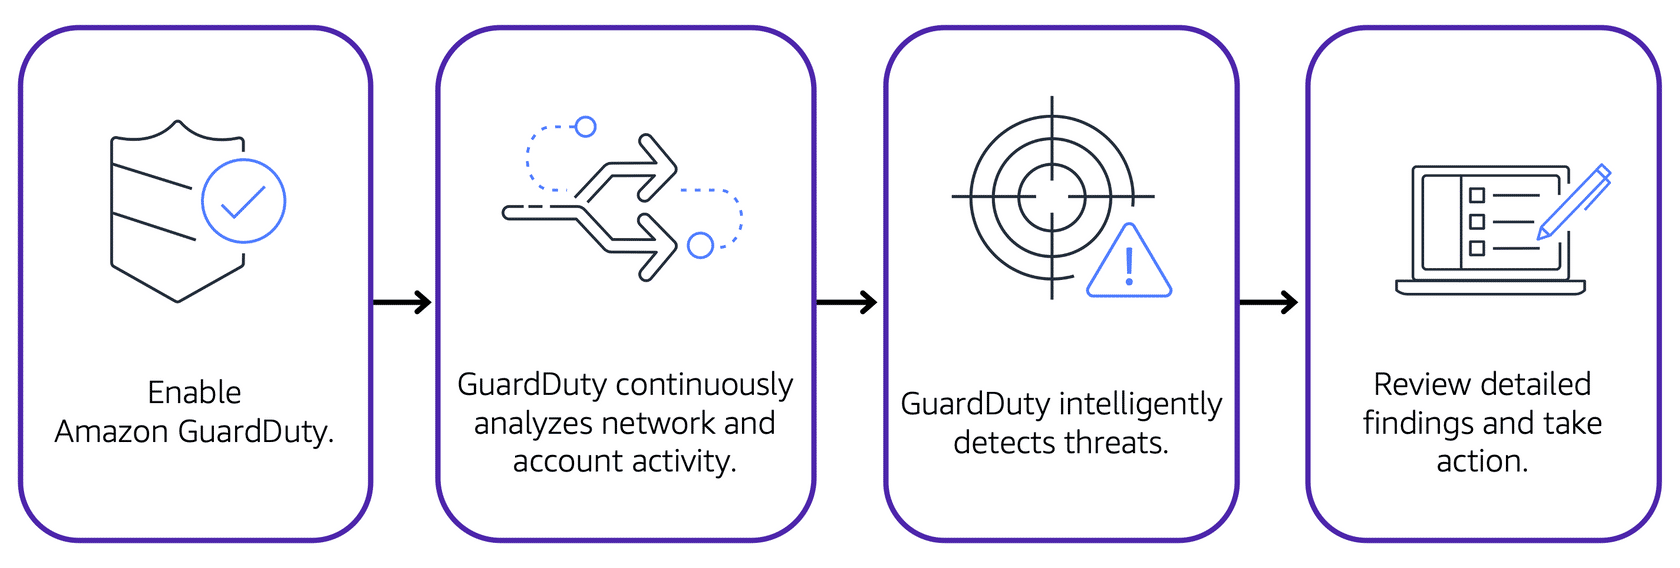 Enable
Amazon GuardDuty.
GuardDuty continuously
analyzes network and
account activity.
GuardDuty intelligently
detects threats.
Review detailed
findings and take
action.